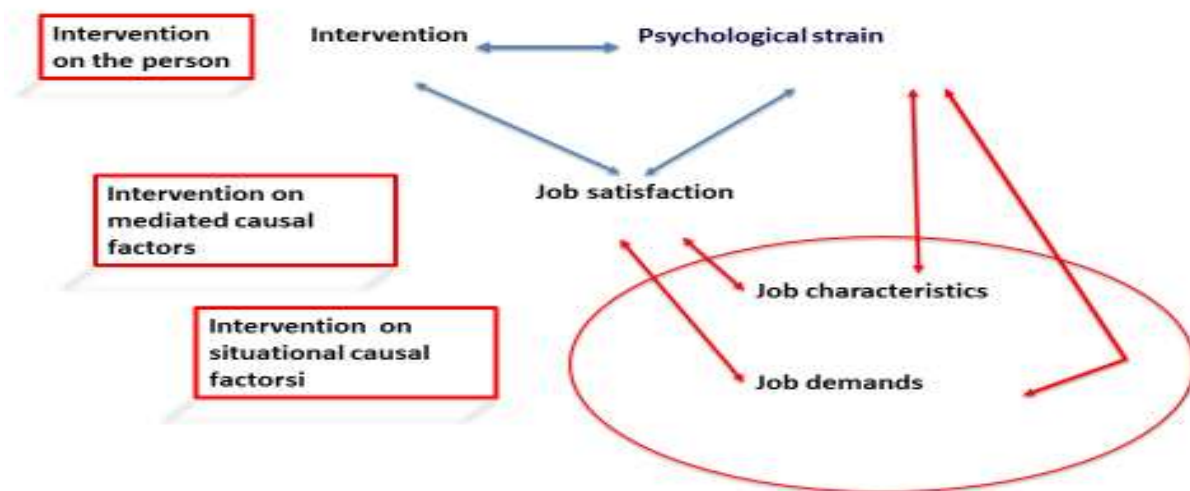 Intervention
on the person
Intervention
Psychological strain
Intervention on
mediated causal
factors
Job satisfaction
Intervention  on
situational causal
factorsi
Job characteristics
Job demands